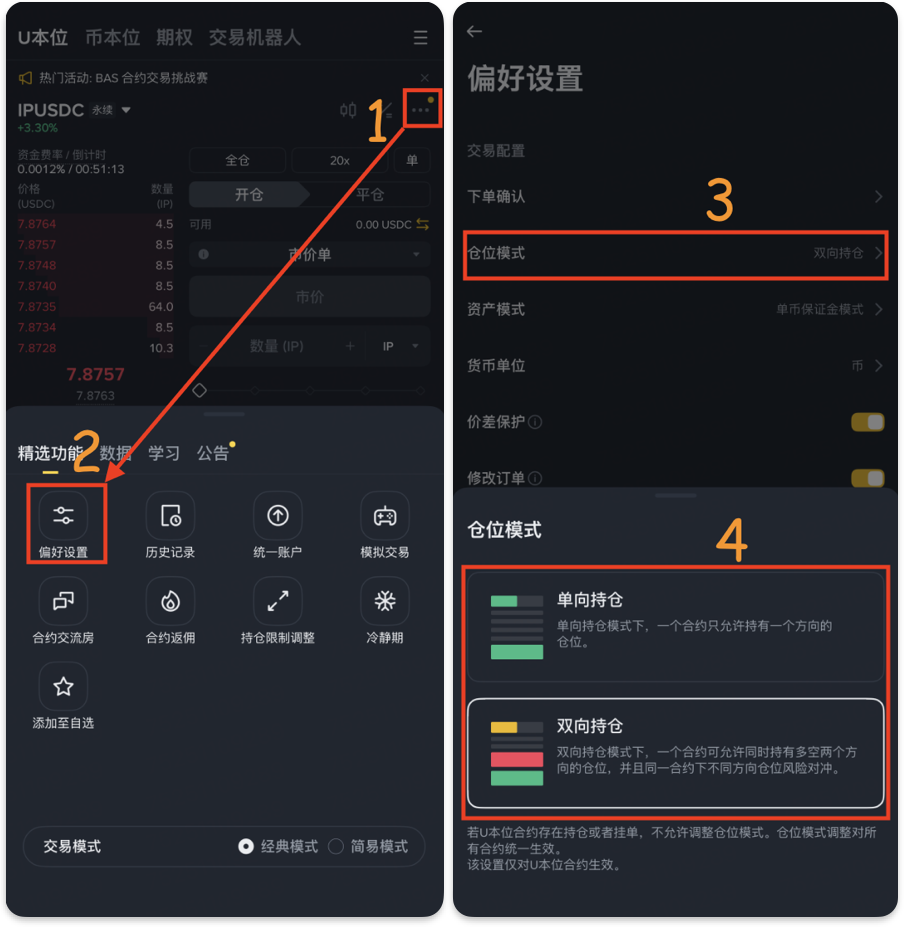 U本位 币本位 期权 交易机器人
热门活动: BAS 合约交易挑战赛
IPUSDC 永续
+3.30%
1
资金费率 / 倒计时
0.0012% / 00:51:13
全仓 20x 单
价格
(USDC)
数量
(IP)
开仓 平仓
7.8764 4.5
可用 0.00 USDC
7.8757 8.5
7.8748 8.5
市价单
7.8740 8.5
7.8735 64.0
市价
7.8734 8.5
7.8728 10.3
数量 (IP) + IP
7.8757
7.8763
2
精选功能 数据 学习 公告
偏好设置 历史记录 统一账户 模拟交易
合约交流房 合约返佣 持仓限制调整 冷静期
添加至自选
交易模式 经典模式 简易模式
偏好设置
交易配置
下单确认
3
仓位模式 双向持仓
资产模式 单币保证金模式
货币单位 币
价差保护
修改订单
仓位模式
4
单向持仓
单向持仓模式下，一个合约只允许持有一个方向的
仓位。
双向持仓
双向持仓模式下，一个合约可允许同时持有多空两个方
向的仓位，并且同一合约下不同方向仓位风险对冲。
若U本位合约存在持仓或者挂单，不允许调整仓位模式。仓位模式调整对所
有合约统一生效。
该设置仅对U本位合约生效。